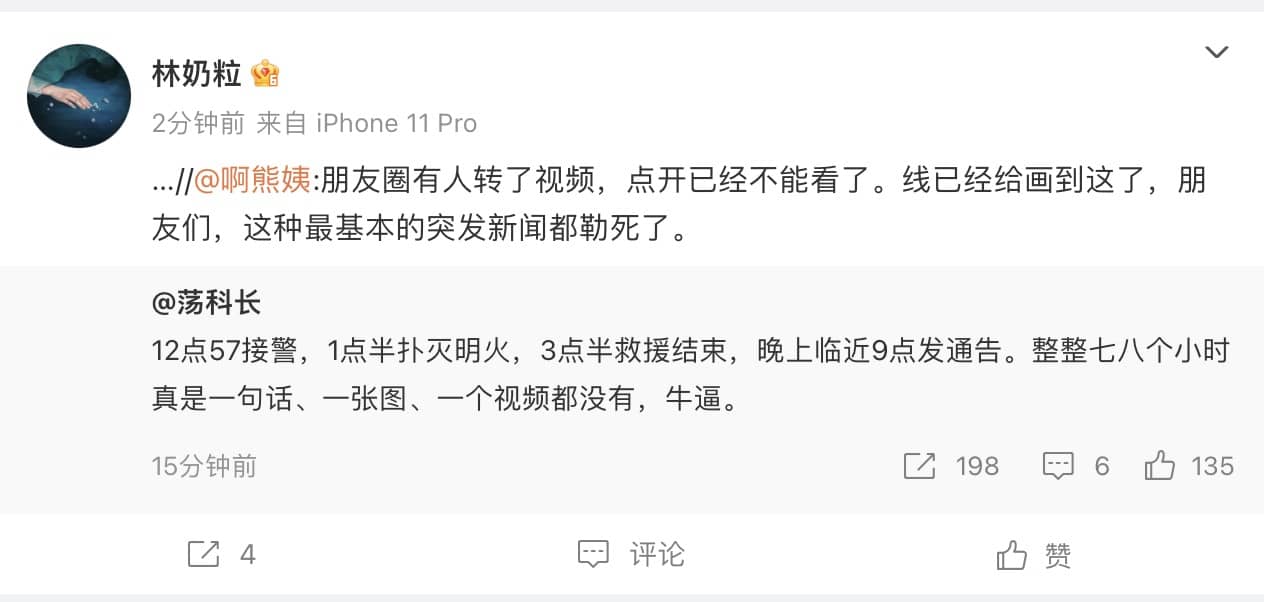 林奶粒
2分钟前 来自 iPhone 11 Pro
...//@啊熊姨:朋友圈有人转了视频，点开已经不能看了。线已经给画到这了，朋
友们，这种最基本的突发新闻都勒死了。
@荡科长
12点57接警，1点半扑灭明火，3点半救援结束，晚上临近9点发通告。整整七八个小时
真是一句话、一张图、一个视频都没有，牛逼。
15分钟前 198 6 135
4 评论 赞